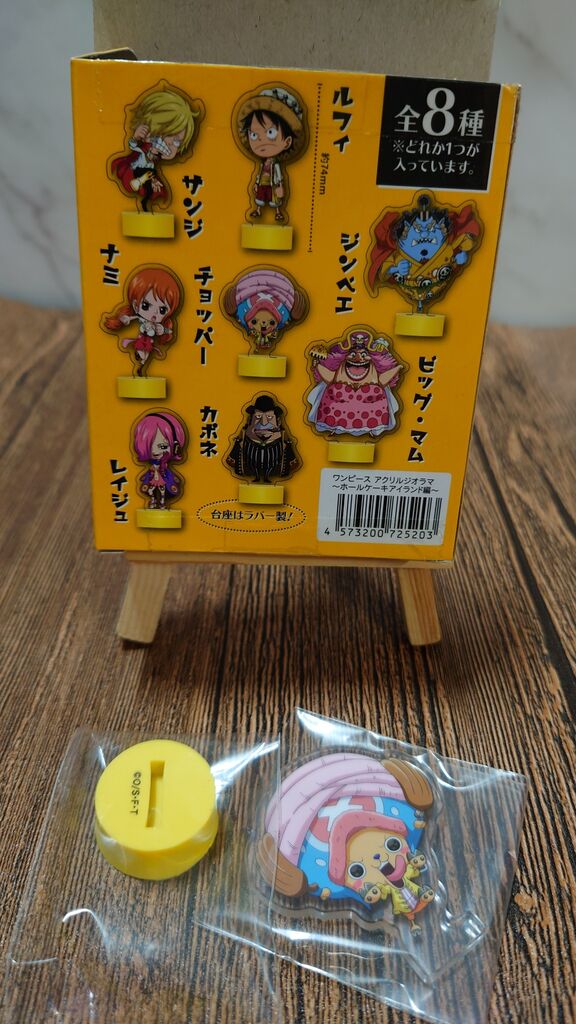 全8種
※どれか1つが
入っています。
ルフィ
約74mm
サンジ
ジンベエ
ナミ
チョッパー
ビッグ・マム
カポネ
レイジュ
台座はラバー製!
ワンピース アクリルジオラマ
〜ホールケーキアイランド編〜
4 573200 725203
©O/S・F・T